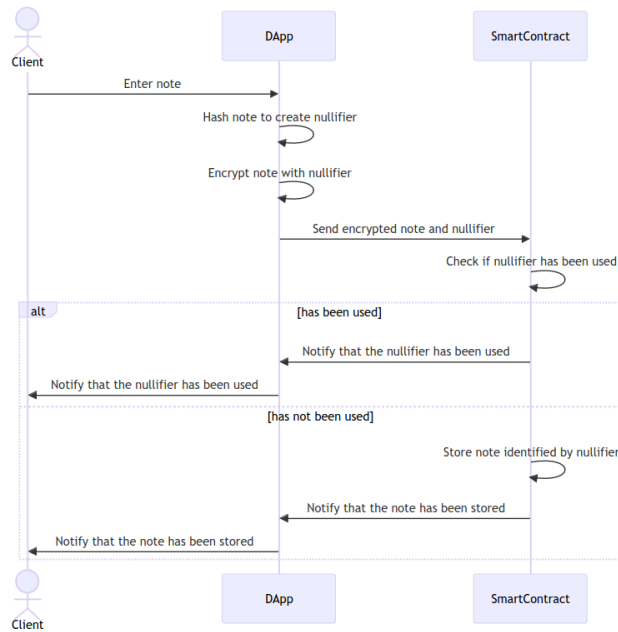 Client
DApp
SmartContract
Enter note
Hash note to create nullifier
Encrypt note with nullifier
Send encrypted note and nullifier
Check if nullifier has been used
alt
[has been used]
Notify that the nullifier has been used
Notify that the nullifier has been used
[has not been used]
Store note identified by nullifier
Notify that the note has been stored
Notify that the note has been stored
Client
DApp
SmartContract